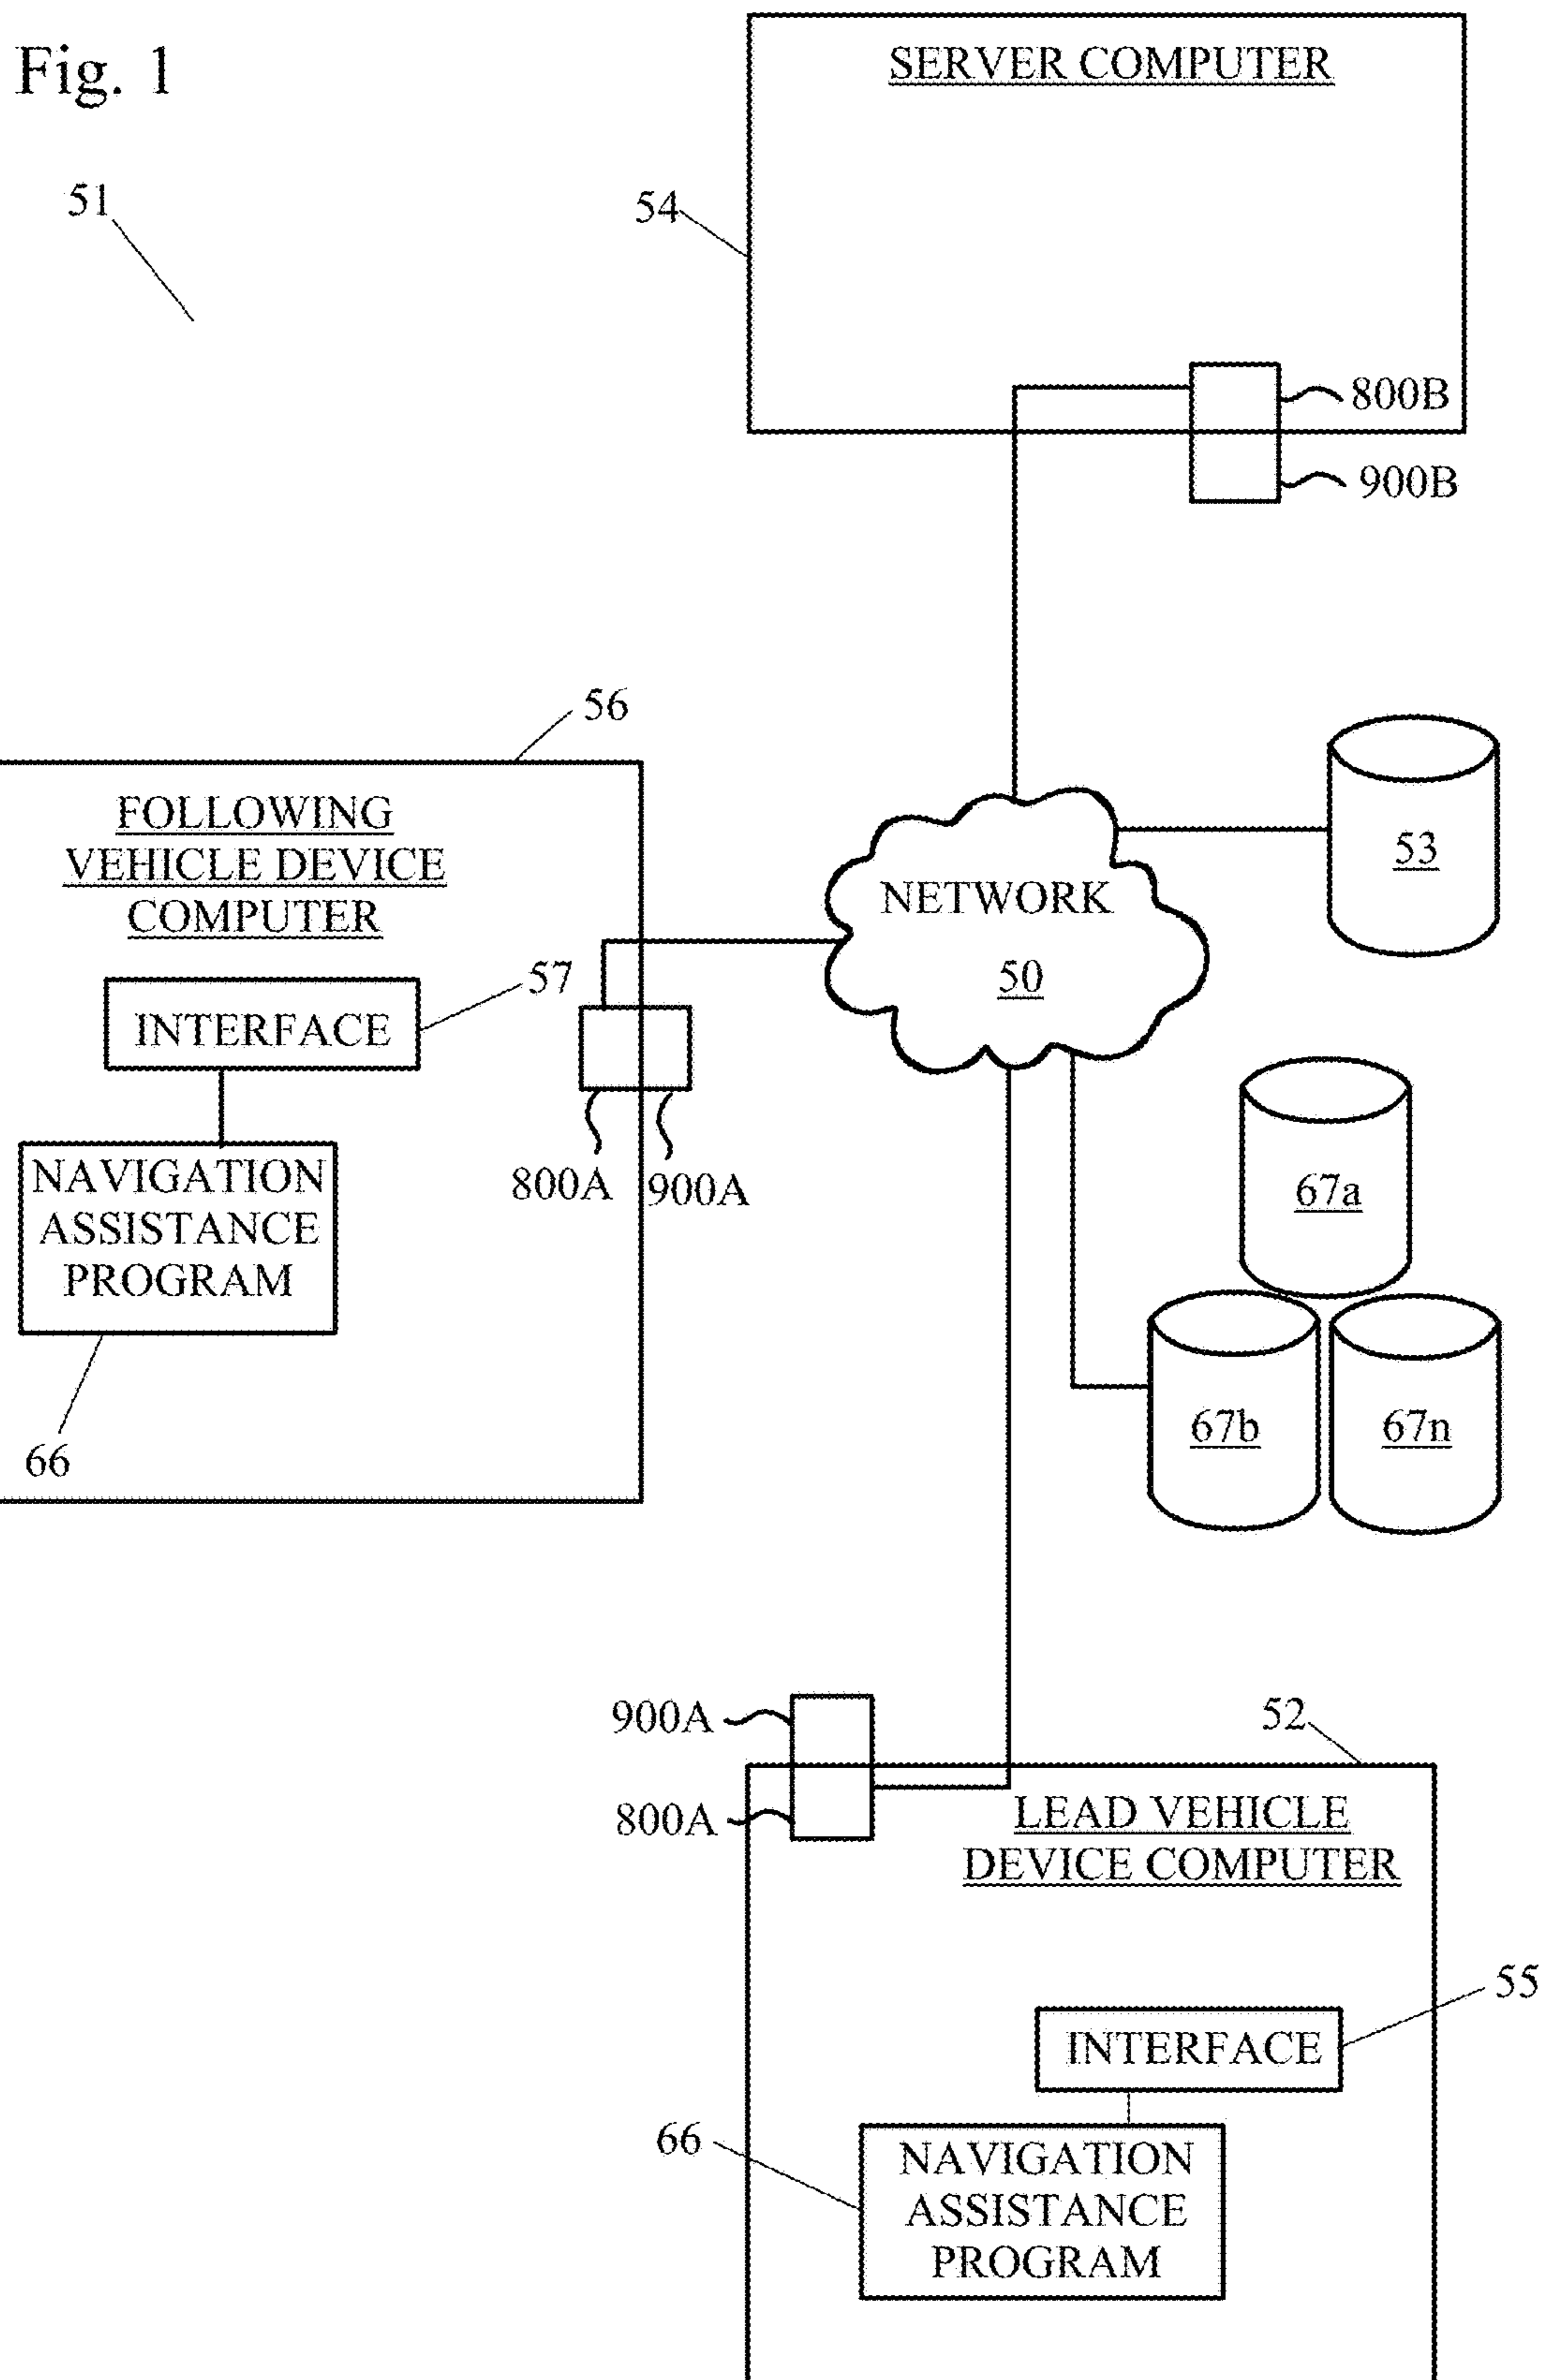 Fig. 1
SERVER COMPUTER
51
54
800B
900B
56
FOLLOWING
VEHICLE DEVICE
COMPUTER
53
NETWORK
50
57
INTERFACE
800A
900A
NAVIGATION
ASSISTANCE
PROGRAM
67a
66
67b
67n
900A
52
800A
LEAD VEHICLE
DEVICE COMPUTER
55
INTERFACE
66
NAVIGATION
ASSISTANCE
PROGRAM